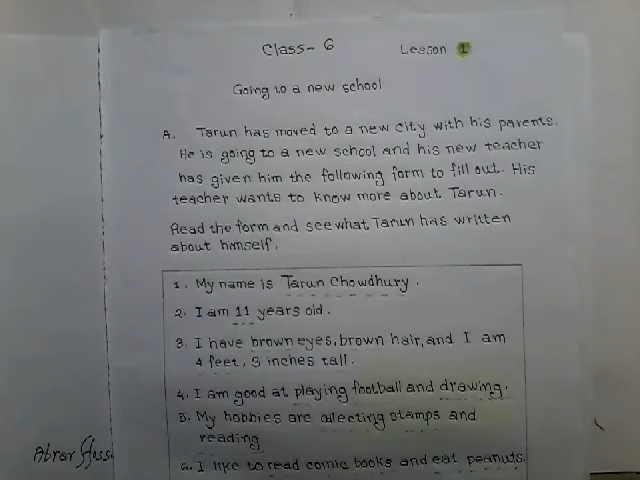 Class- 6 Lesson 1
Going to a new school
A. Tarun has moved to a new city with his parents.
He is going to a new school and his new teacher
has given him the following form to fill out. His
teacher wants to know more about Tarun.
Read the form and see what Tarun has written
about himself.
1. My name is Tarun Chowdhury.
2. I am 11 years old.
3. I have brown eyes, brown hair, and I am
4 feet, 3 inches tall.
4. I am good at playing football and drawing.
5. My hobbies are collecting stamps and
reading
6. I like to read comic books and eat peanuts.
Abrar